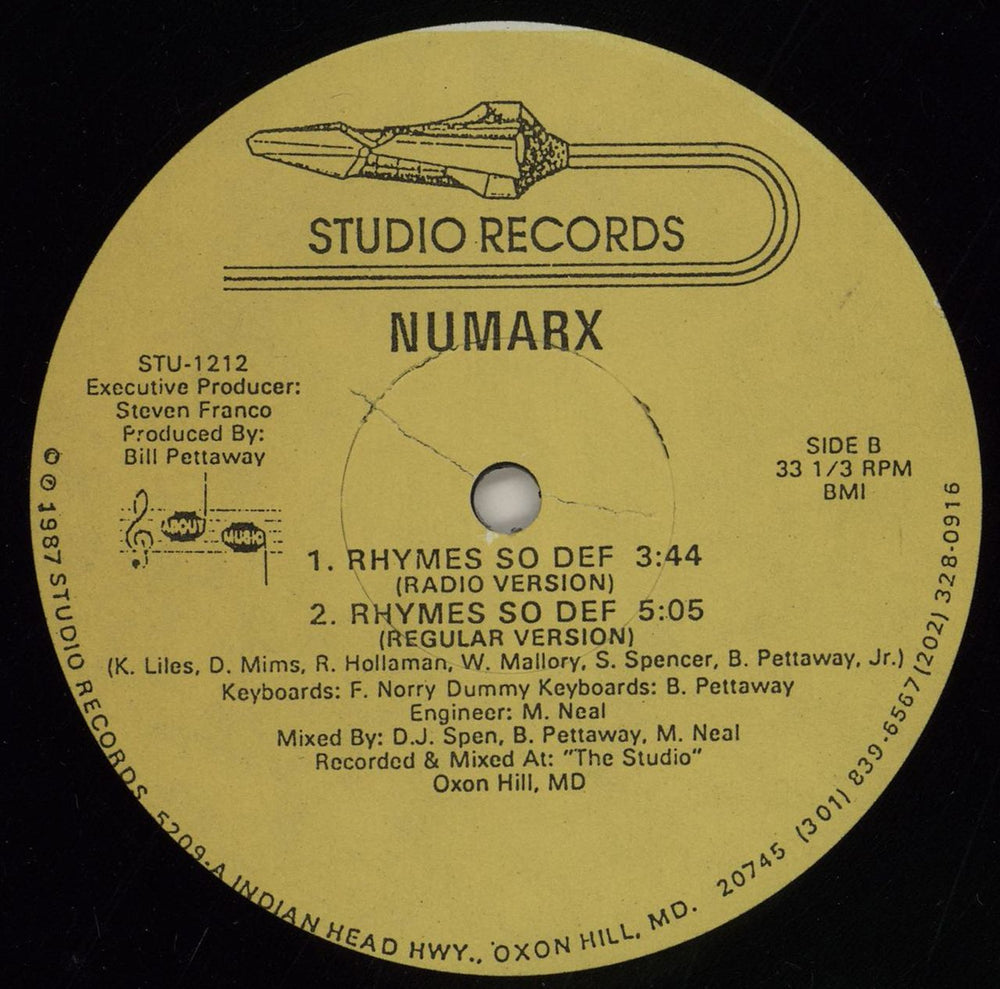 STUDIO RECORDS
NUMARX
STU-1212
Executive Producer:
Steven Franco
Produced By:
Bill Pettaway
ABOUT MUSIC
SIDE B
33 1/3 RPM
BMI
1. RHYMES SO DEF 3:44
(RADIO VERSION)
2. RHYMES SO DEF 5:05
(REGULAR VERSION)
(K. Liles, D. Mims, R. Hollaman, W. Mallory, S. Spencer, B. Pettaway, Jr.)
Keyboards: F. Norry Dummy Keyboards: B. Pettaway
Engineer: M. Neal
Mixed By: D.J. Spen, B. Pettaway, M. Neal
Recorded & Mixed At: "The Studio"
Oxon Hill, MD
© ℗ 1987 STUDIO RECORDS 5209-A INDIAN HEAD HWY., OXON HILL, MD. 20745 (301) 839-6567 (202) 328-0916